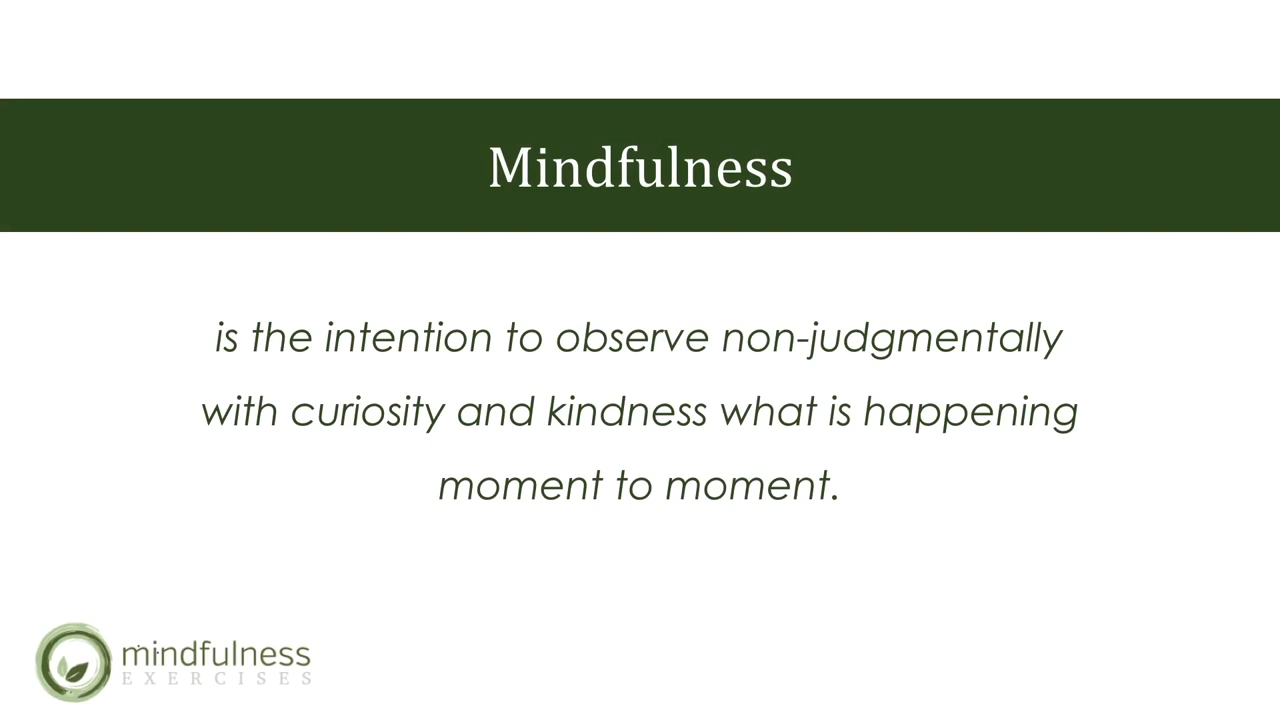 Mindfulness
is the intention to observe non-judgmentally
with curiosity and kindness what is happening
moment to moment.
mindfulness
EXERCISES